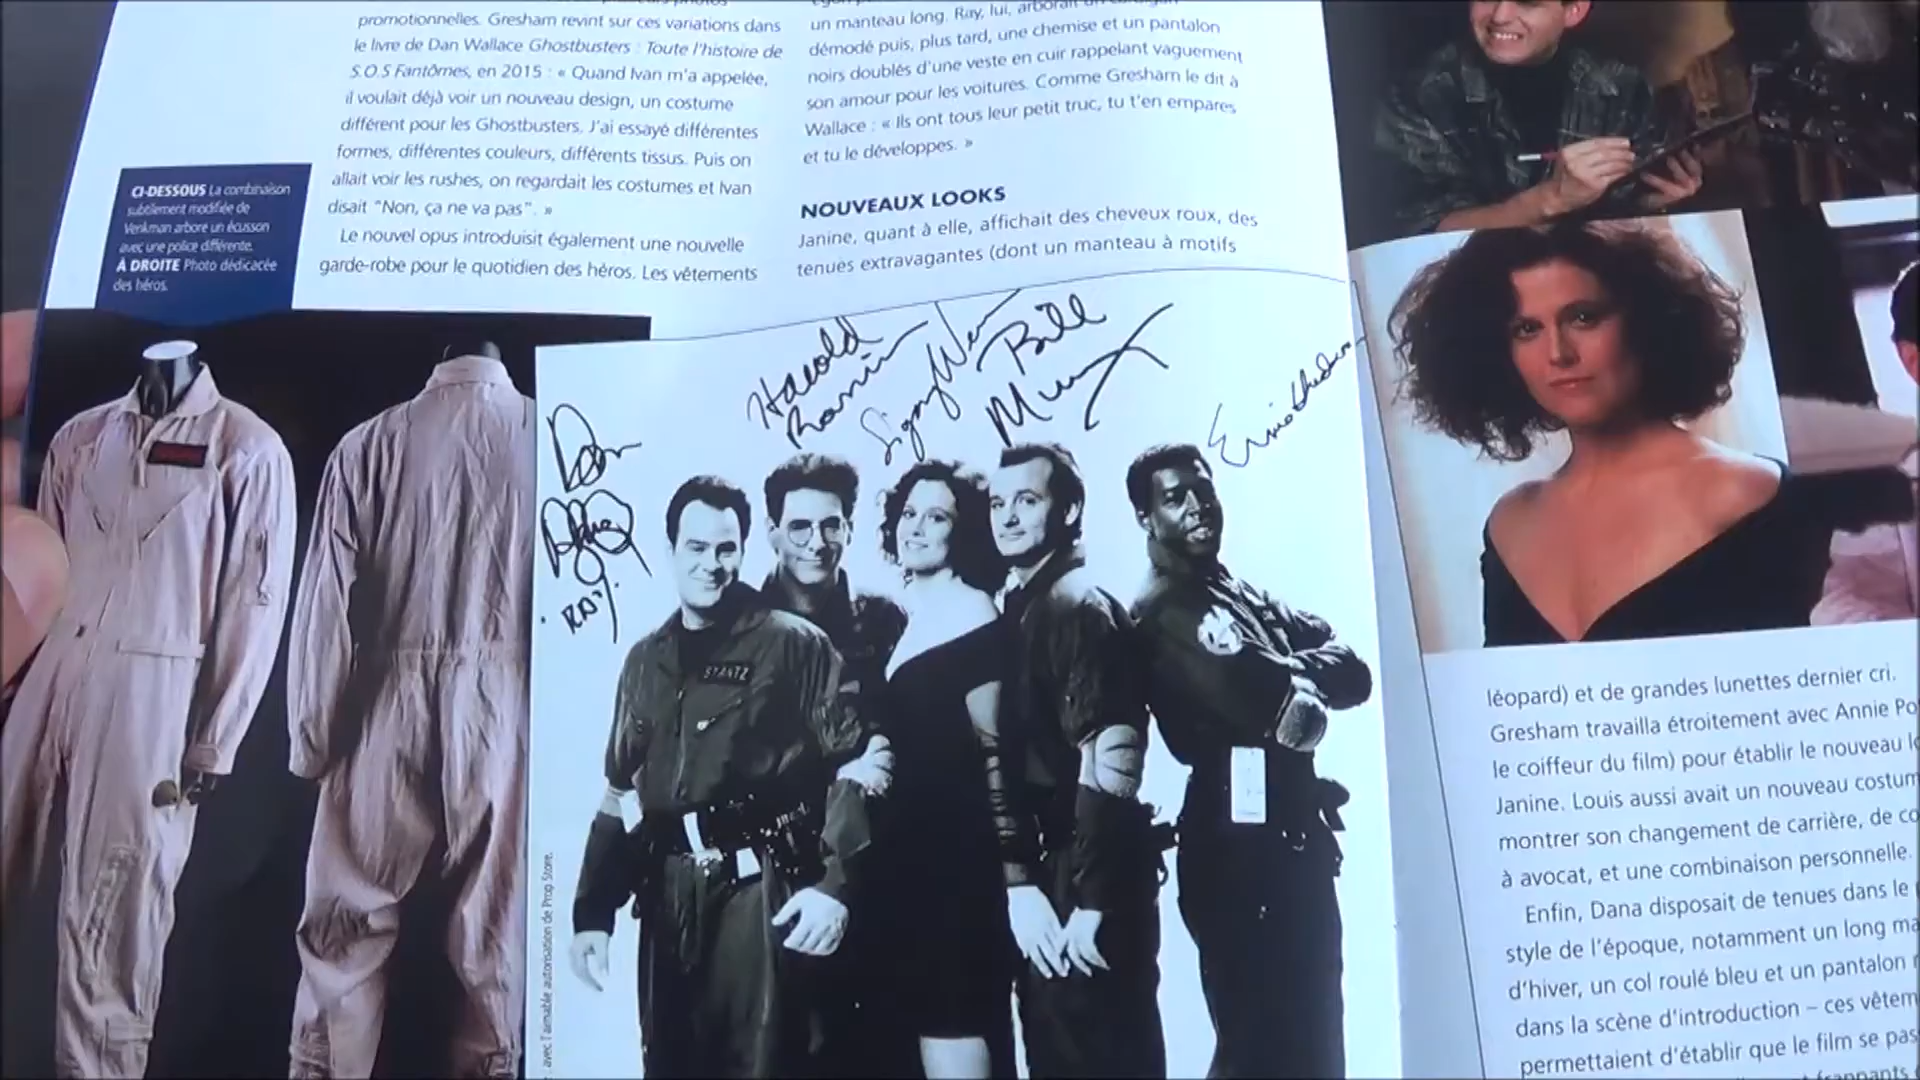 promotionnelles. Gresham revint sur ces variations dans
le livre de Dan Wallace Ghostbusters : Toute l'histoire de
S.O.S Fantômes, en 2015 : « Quand Ivan m'a appelée,
il voulait déjà voir un nouveau design, un costume
différent pour les Ghostbusters. J'ai essayé différentes
formes, différentes couleurs, différents tissus. Puis on
allait voir les rushes, on regardait les costumes et Ivan
disait "Non, ça ne va pas". »
Le nouvel opus introduisit également une nouvelle
garde-robe pour le quotidien des héros. Les vêtements
un manteau long. Ray, lui, arborait un cardigan
démodé puis, plus tard, une chemise et un pantalon
noirs doublés d'une veste en cuir rappelant vaguement
son amour pour les voitures. Comme Gresham le dit à
Wallace : « Ils ont tous leur petit truc, tu t'en empares
et tu le développes. »
NOUVEAUX LOOKS
Janine, quant à elle, affichait des cheveux roux, des
tenues extravagantes (dont un manteau à motifs
CI-DESSOUS La combinaison
subtilement modifiée de
Venkman arbore un écusson
avec une police différente.
À DROITE Photo dédicacée
des héros.
Dan
RAY
Harold
Ramis
Bill
Murray
STANTZ
avec l'aimable autorisation de Prop Store.
léopard) et de grandes lunettes dernier cri.
Gresham travailla étroitement avec Annie Po
le coiffeur du film) pour établir le nouveau
Janine. Louis aussi avait un nouveau costum
montrer son changement de carrière, de co
à avocat, et une combinaison personnelle.
Enfin, Dana disposait de tenues dans le
style de l'époque, notamment un long ma
d'hiver, un col roulé bleu et un pantalon
dans la scène d'introduction – ces vêtem
permettaient d'établir que le film se pas